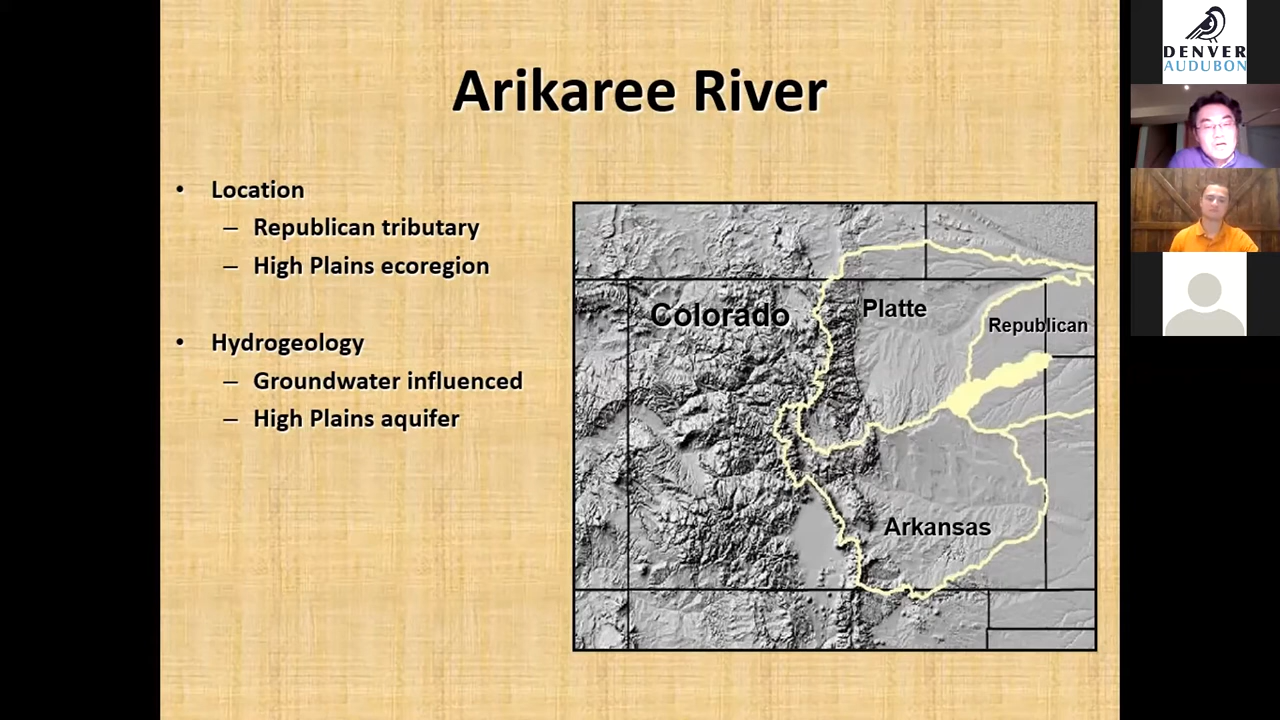 Arikaree River
• Location
– Republican tributary
– High Plains ecoregion
• Hydrogeology
– Groundwater influenced
– High Plains aquifer
Colorado
Platte
Republican
Arkansas
DENVER
AUDUBON